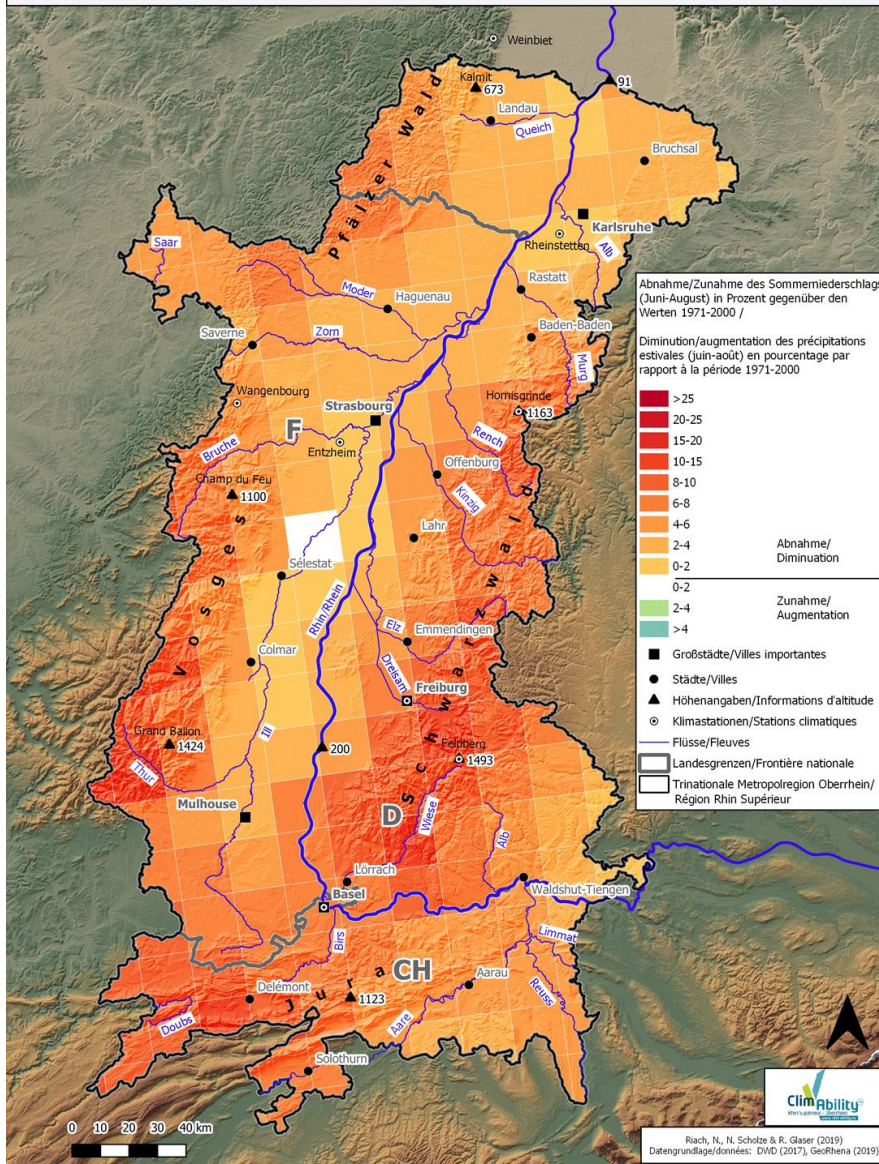 Weinbiet
Kalmit
673
91
Landau
Queich
Bruchsal
Pfälzer Wald
Karlsruhe
Rheinstetten
Alb
Saar
Moder
Haguenau
Rastatt
Zorn
Saverne
Baden-Baden
Murg
Wangenbourg
Hornisgrinde
1163
Strasbourg
F
Entzheim
Bruche
Rench
Offenburg
Kinzig
Champ du Feu
1100
Lahr
Sélestat
Vosges
Schwarzwald
Rhin/Rhein
Elz
Emmendingen
Colmar
Dreisam
Freiburg
Ill
Grand Ballon
1424
200
Feldberg
1493
Thur
Mulhouse
D
Wiese
Alb
Lörrach
Basel
Waldshut-Tiengen
Birs
Limmat
CH
Jura
Aarau
Delémont
1123
Reuss
Doubs
Aare
Solothurn
0 10 20 30 40 km
Abnahme/Zunahme des Sommerniederschlags
(Juni-August) in Prozent gegenüber den
Werten 1971-2000 /
Diminution/augmentation des précipitations
estivales (juin-août) en pourcentage par
rapport à la période 1971-2000
>25
20-25
15-20
10-15
8-10
6-8
4-6
2-4
0-2
Abnahme/
Diminuation
0-2
2-4
>4
Zunahme/
Augmentation
Großstädte/Villes importantes
Städte/Villes
Höhenangaben/Informations d'altitude
Klimastationen/Stations climatiques
Flüsse/Fleuves
Landesgrenzen/Frontière nationale
Trinationale Metropolregion Oberrhein/
Région Rhin Supérieur
Clim'Ability
Riach, N., N. Scholze & R. Glaser (2019)
Datengrundlage/données: DWD (2017), GeoRhena (2019)